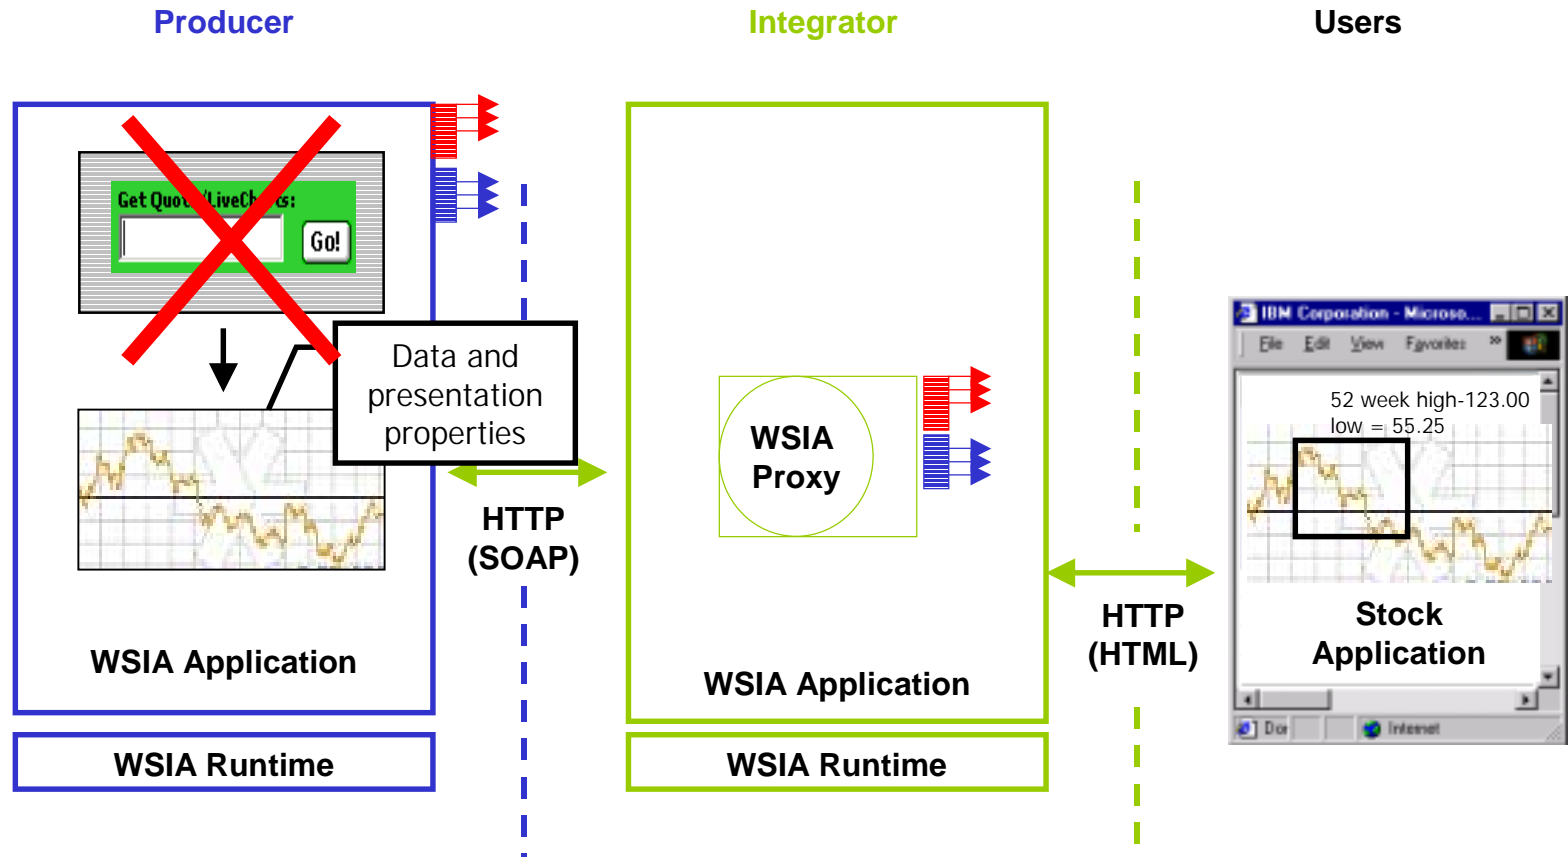 Producer
Integrator
Users
Get Quote/LiveCharts:
Go!
Data and
presentation
properties
WSIA
Proxy
HTTP
(SOAP)
HTTP
(HTML)
WSIA Application
WSIA Application
WSIA Runtime
WSIA Runtime
IBM Corporation - Microso...
File Edit View Favorites »
52 week high-123.00
low = 55.25
Stock
Application
Internet